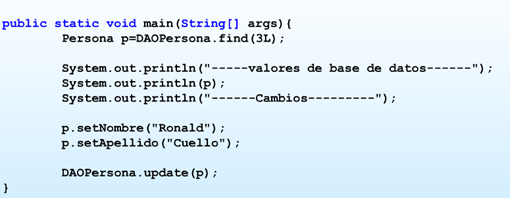 public static void main(String[] args){
Persona p=DAOPersona.find(3L);
System.out.println("-----valores de base de datos------");
System.out.println(p);
System.out.println("------Cambios---------");
p.setNombre("Ronald");
p.setApellido("Cuello");
DAOPersona.update(p);
}